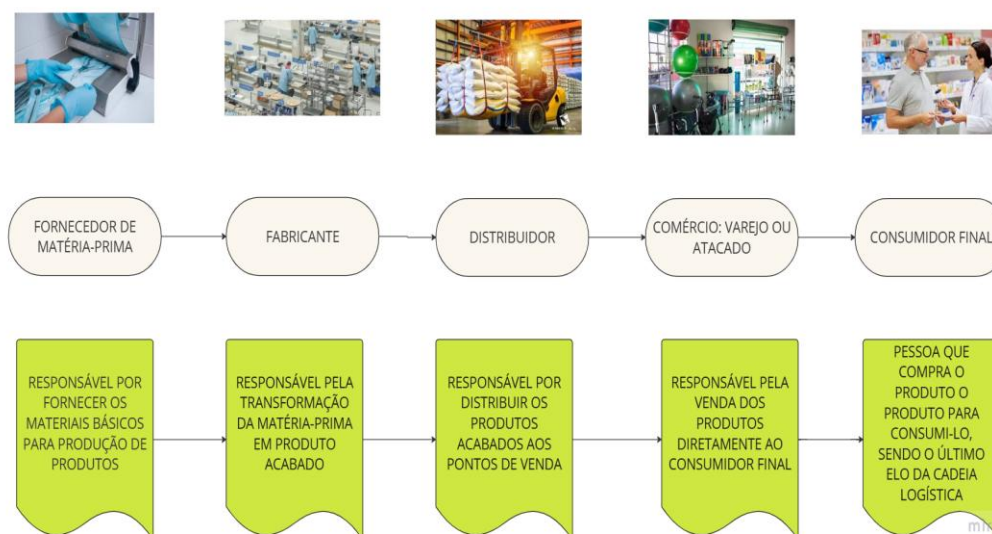 FORNECEDOR DE
MATÉRIA-PRIMA
FABRICANTE
DISTRIBUIDOR
COMÉRCIO: VAREJO OU
ATACADO
CONSUMIDOR FINAL
RESPONSÁVEL POR
FORNECER OS
MATERIAIS BÁSICOS
PARA PRODUÇÃO DE
PRODUTOS
RESPONSÁVEL PELA
TRANSFORMAÇÃO
DA MATÉRIA-PRIMA
EM PRODUTO
ACABADO
RESPONSÁVEL POR
DISTRIBUIR OS
PRODUTOS
ACABADOS AOS
PONTOS DE VENDA
RESPONSÁVEL PELA
VENDA DOS
PRODUTOS
DIRETAMENTE AO
CONSUMIDOR FINAL
PESSOA QUE
COMPRA O
PRODUTO O
PRODUTO PARA
CONSUMI-LO,
SENDO O ÚLTIMO
ELO DA CADEIA
LOGÍSTICA